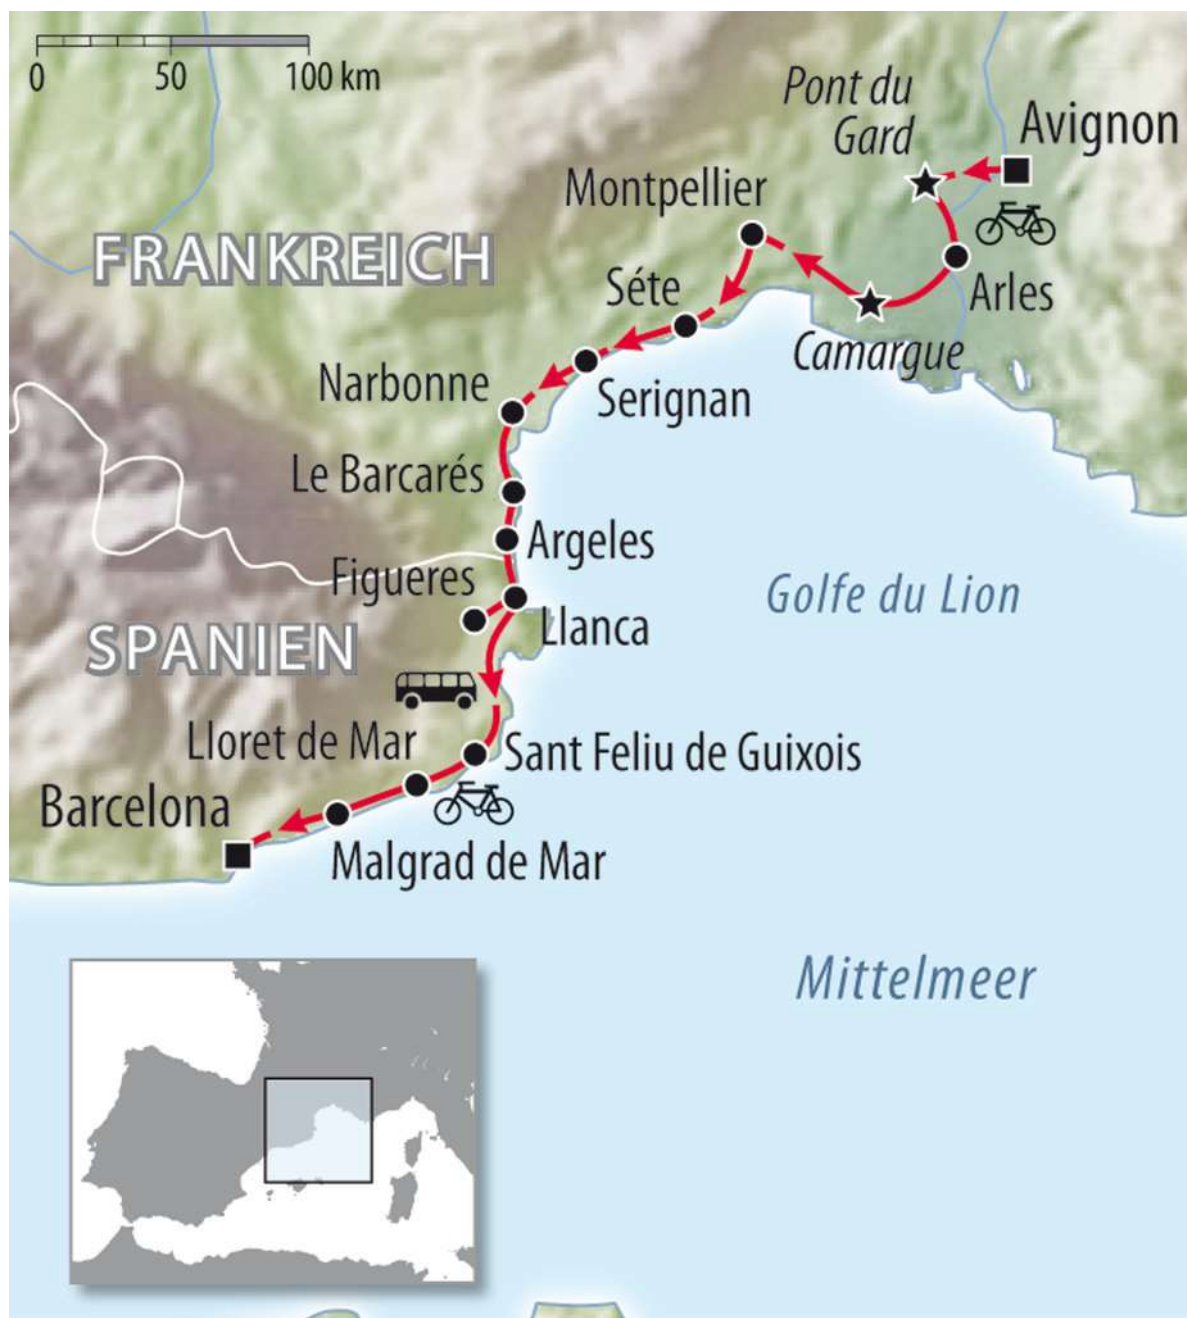 0 50 100 km
Pont du
Gard
Avignon
Montpellier
FRANKREICH
Séte
Arles
Camargue
Narbonne
Serignan
Le Barcarés
Argeles
Figueres
Golfe du Lion
SPANIEN
Llanca
Lloret de Mar
Sant Feliu de Guixois
Barcelona
Malgrad de Mar
Mittelmeer